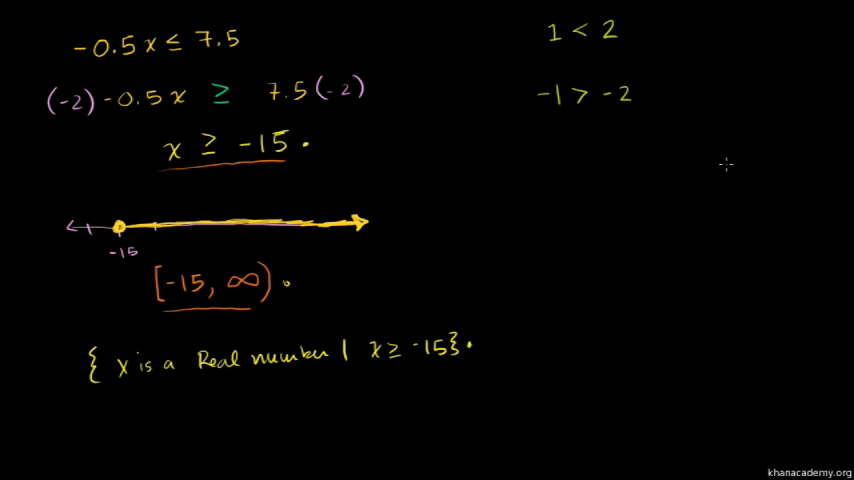 -0.5x ≤ 7.5
(-2) -0.5x ≥ 7.5 (-2)
x ≥ -15.
-15
[-15, ∞).
{ x is a Real number | x ≥ -15}.
1 < 2
-1 > -2
khanacademy.org